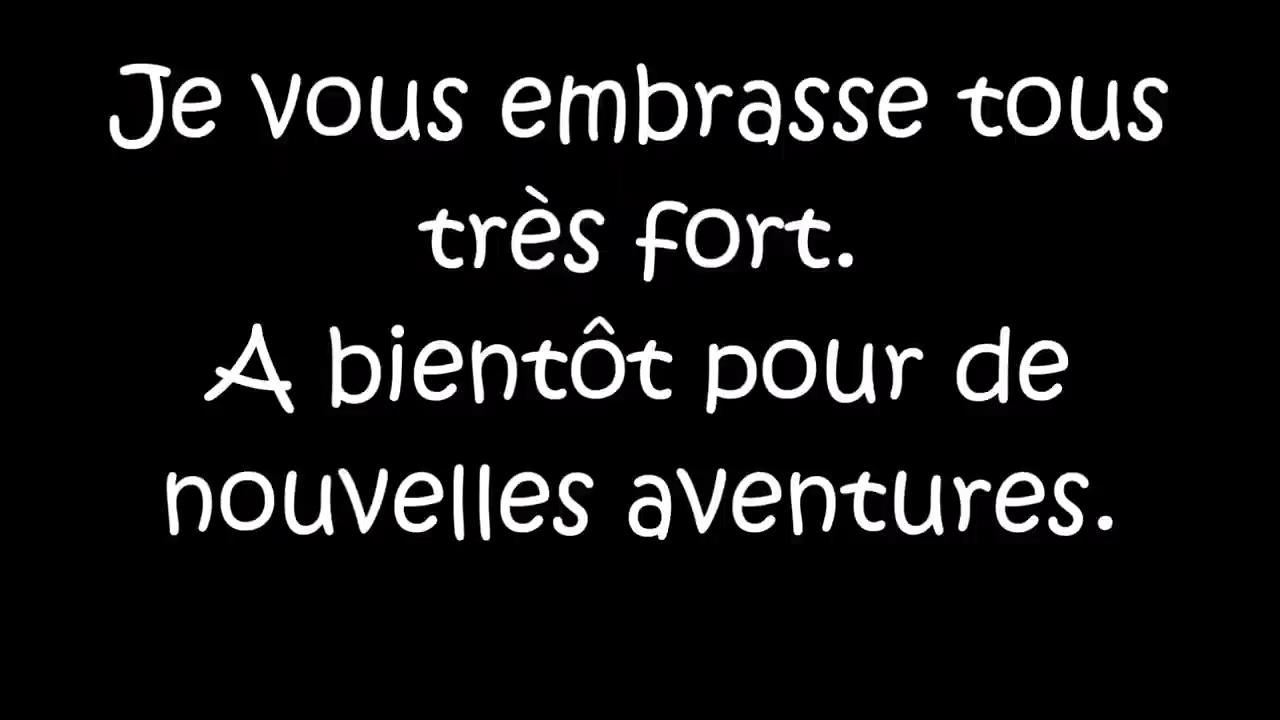 Je vous embrasse tous
très fort.
A bientôt pour de
nouvelles aventures.